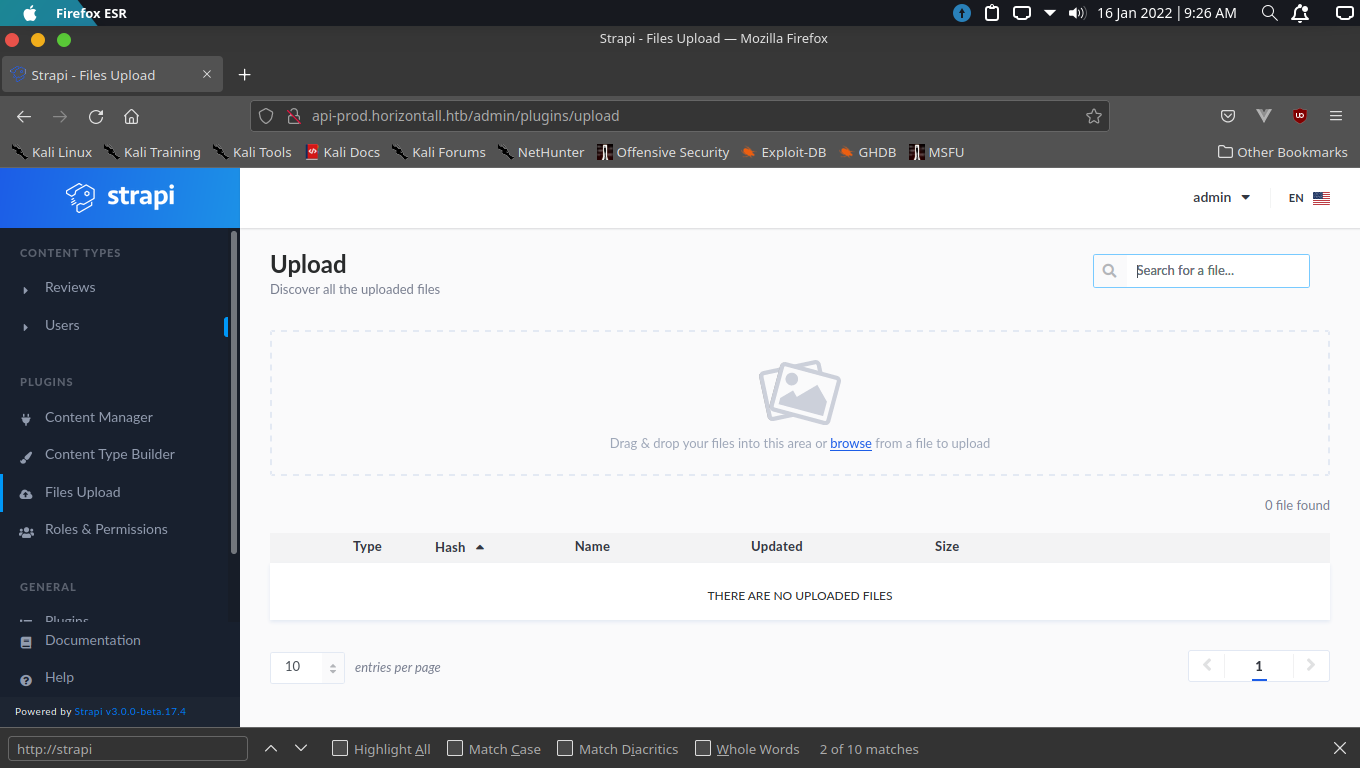 Firefox ESR
16 Jan 2022 | 9:26 AM
Strapi - Files Upload — Mozilla Firefox
Strapi - Files Upload
api-prod.horizontall.htb/admin/plugins/upload
Kali Linux Kali Training Kali Tools Kali Docs Kali Forums NetHunter Offensive Security Exploit-DB GHDB MSFU Other Bookmarks
strapi
admin
EN
CONTENT TYPES
Reviews
Users
PLUGINS
Content Manager
Content Type Builder
Files Upload
Roles & Permissions
GENERAL
Plugins
Documentation
Help
Powered by Strapi v3.0.0-beta.17.4
Upload
Discover all the uploaded files
Search for a file...
Drag & drop your files into this area or browse from a file to upload
0 file found
Type Hash Name Updated Size
THERE ARE NO UPLOADED FILES
10 entries per page
1
http://strapi Highlight All Match Case Match Diacritics Whole Words 2 of 10 matches